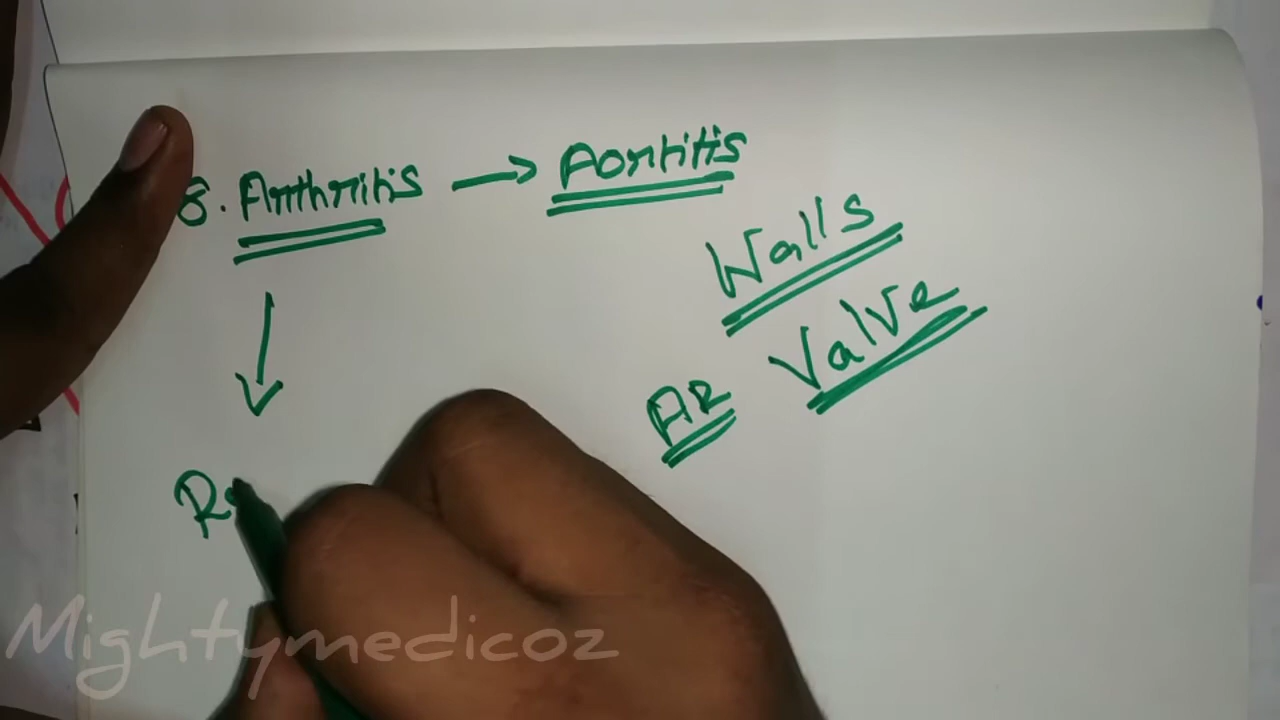 8. Arthritis → Aortitis
Walls
Valve
AR
Mightymedicoz